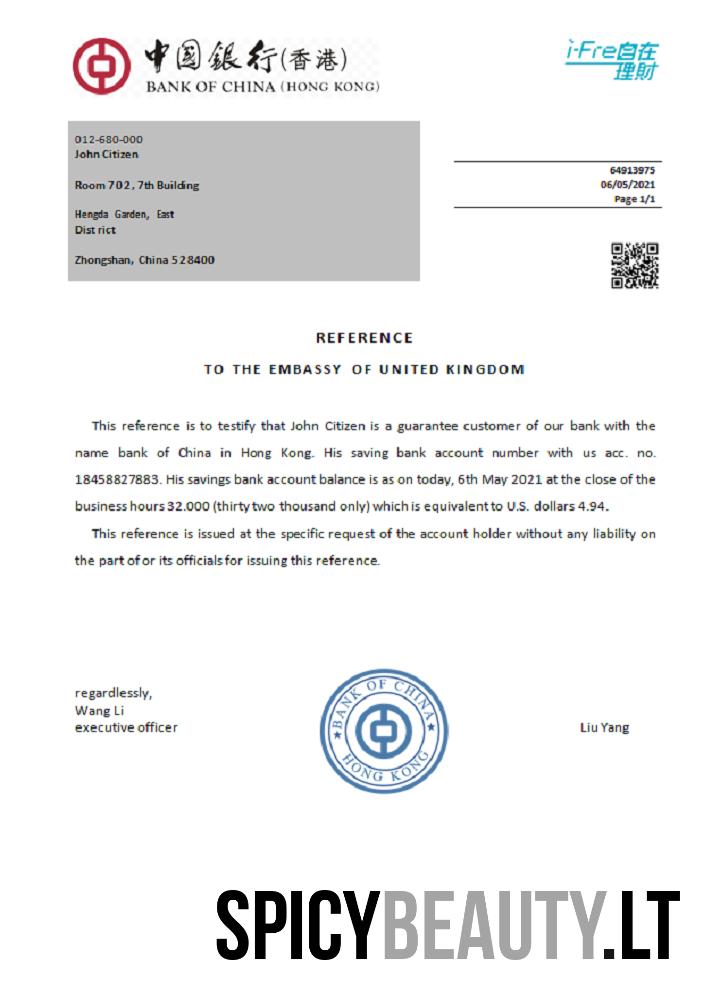 中國銀行(香港)
BANK OF CHINA (HONG KONG)
i-Fre自在
理財
012-680-000
John Citizen
Room 702, 7th Building
Hengda Garden, East
District
Zhongshan, China 528400
64913975
06/05/2021
Page 1/1
REFERENCE
TO THE EMBASSY OF UNITED KINGDOM
This reference is to testify that John Citizen is a guarantee customer of our bank with the
name bank of China in Hong Kong. His saving bank account number with us acc. no.
18458827883. His savings bank account balance is as on today, 6th May 2021 at the close of the
business hours 32.000 (thirty two thousand only) which is equivalent to U.S. dollars 4.94.
This reference is issued at the specific request of the account holder without any liability on
the part of or its officials for issuing this reference.
regardlessly,
Wang Li
executive officer
BANK OF CHINA
HONG KONG
Liu Yang
SPICYBEAUTY.LT